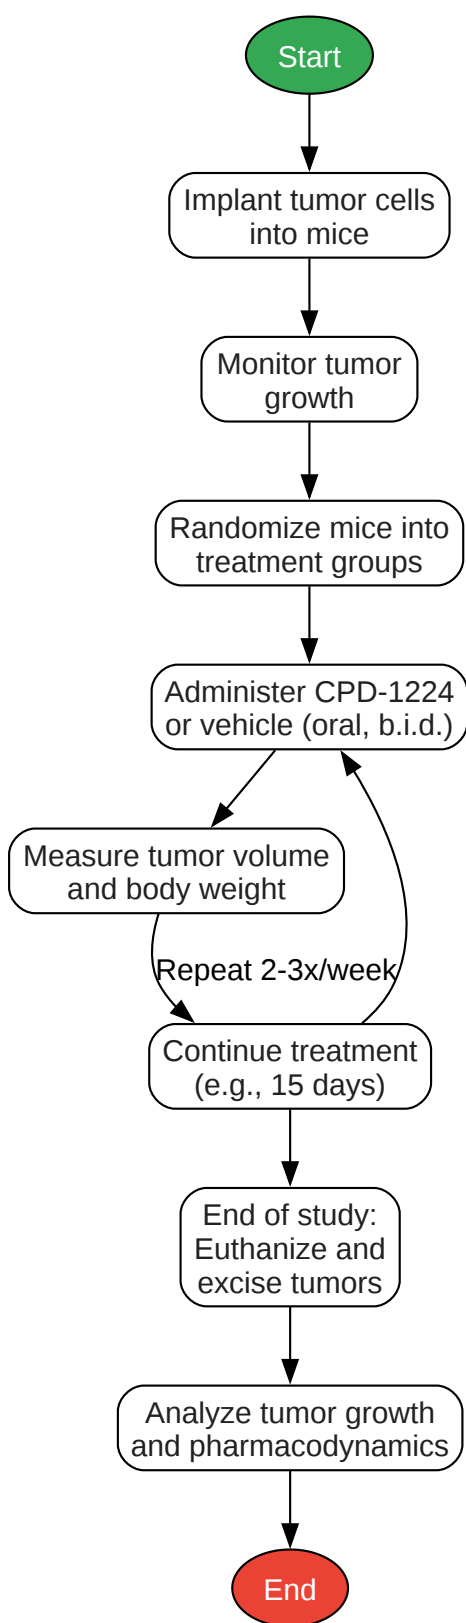 Start
Implant tumor cells
into mice
Monitor tumor
growth
Randomize mice into
treatment groups
Administer CPD-1224
or vehicle (oral, b.i.d.)
Measure tumor volume
and body weight
Repeat 2-3x/week
Continue treatment
(e.g., 15 days)
End of study:
Euthanize and
excise tumors
Analyze tumor growth
and pharmacodynamics
End